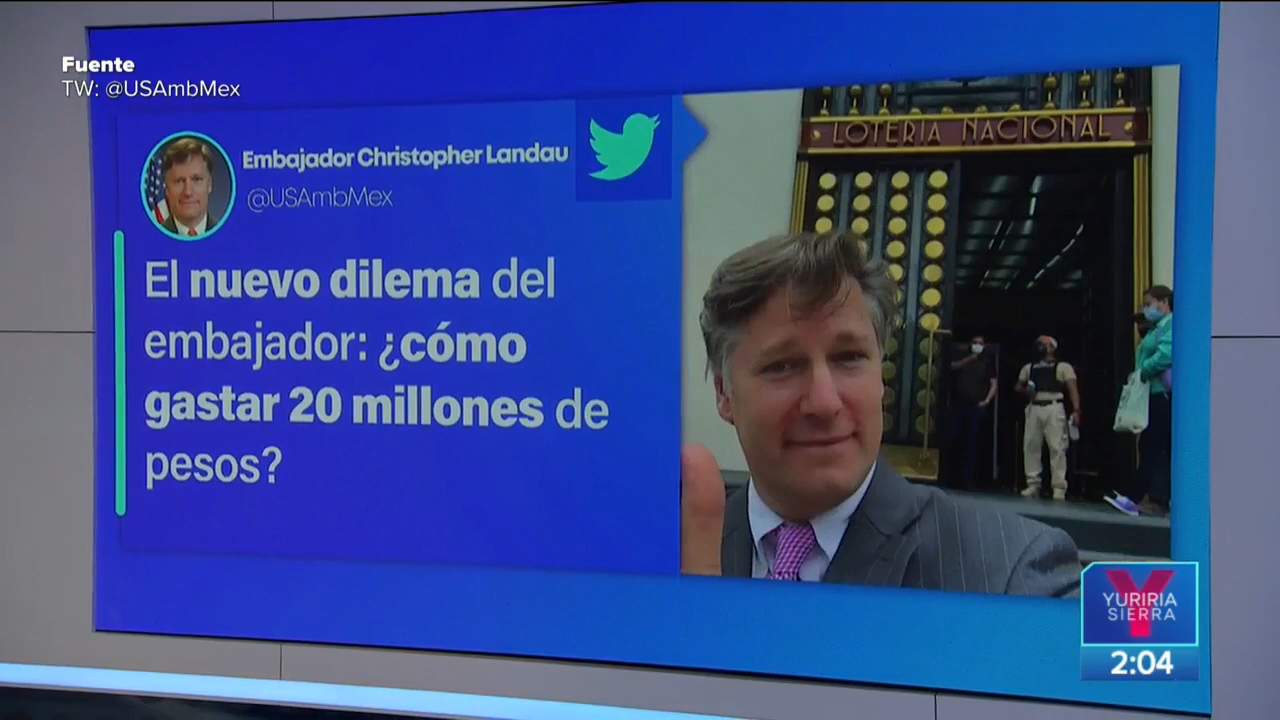 Fuente
TW: @USAmbMex
Embajador Christopher Landau
@USAmbMex
El nuevo dilema del
embajador: ¿cómo
gastar 20 millones de
pesos?
LOTERIA NACIONAL
YURIRIA
SIERRA
2:04